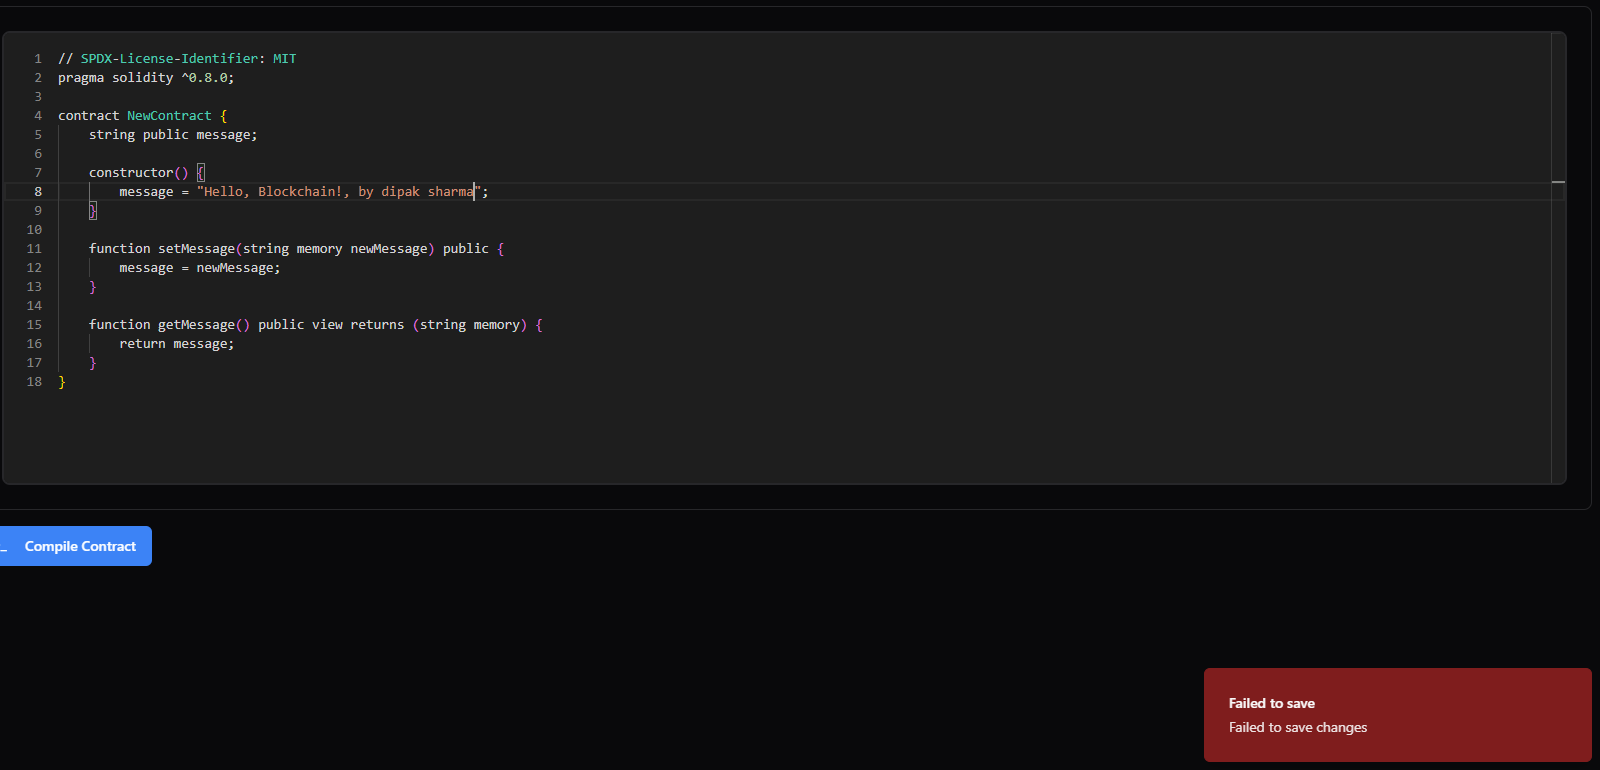 1 // SPDX-License-Identifier: MIT
2 pragma solidity ^0.8.0;
3
4 contract NewContract {
5     string public message;
6
7     constructor() {
8         message = "Hello, Blockchain!, by dipak sharma";
9     }
10
11     function setMessage(string memory newMessage) public {
12         message = newMessage;
13     }
14
15     function getMessage() public view returns (string memory) {
16         return message;
17     }
18 }
_ Compile Contract
Failed to save
Failed to save changes